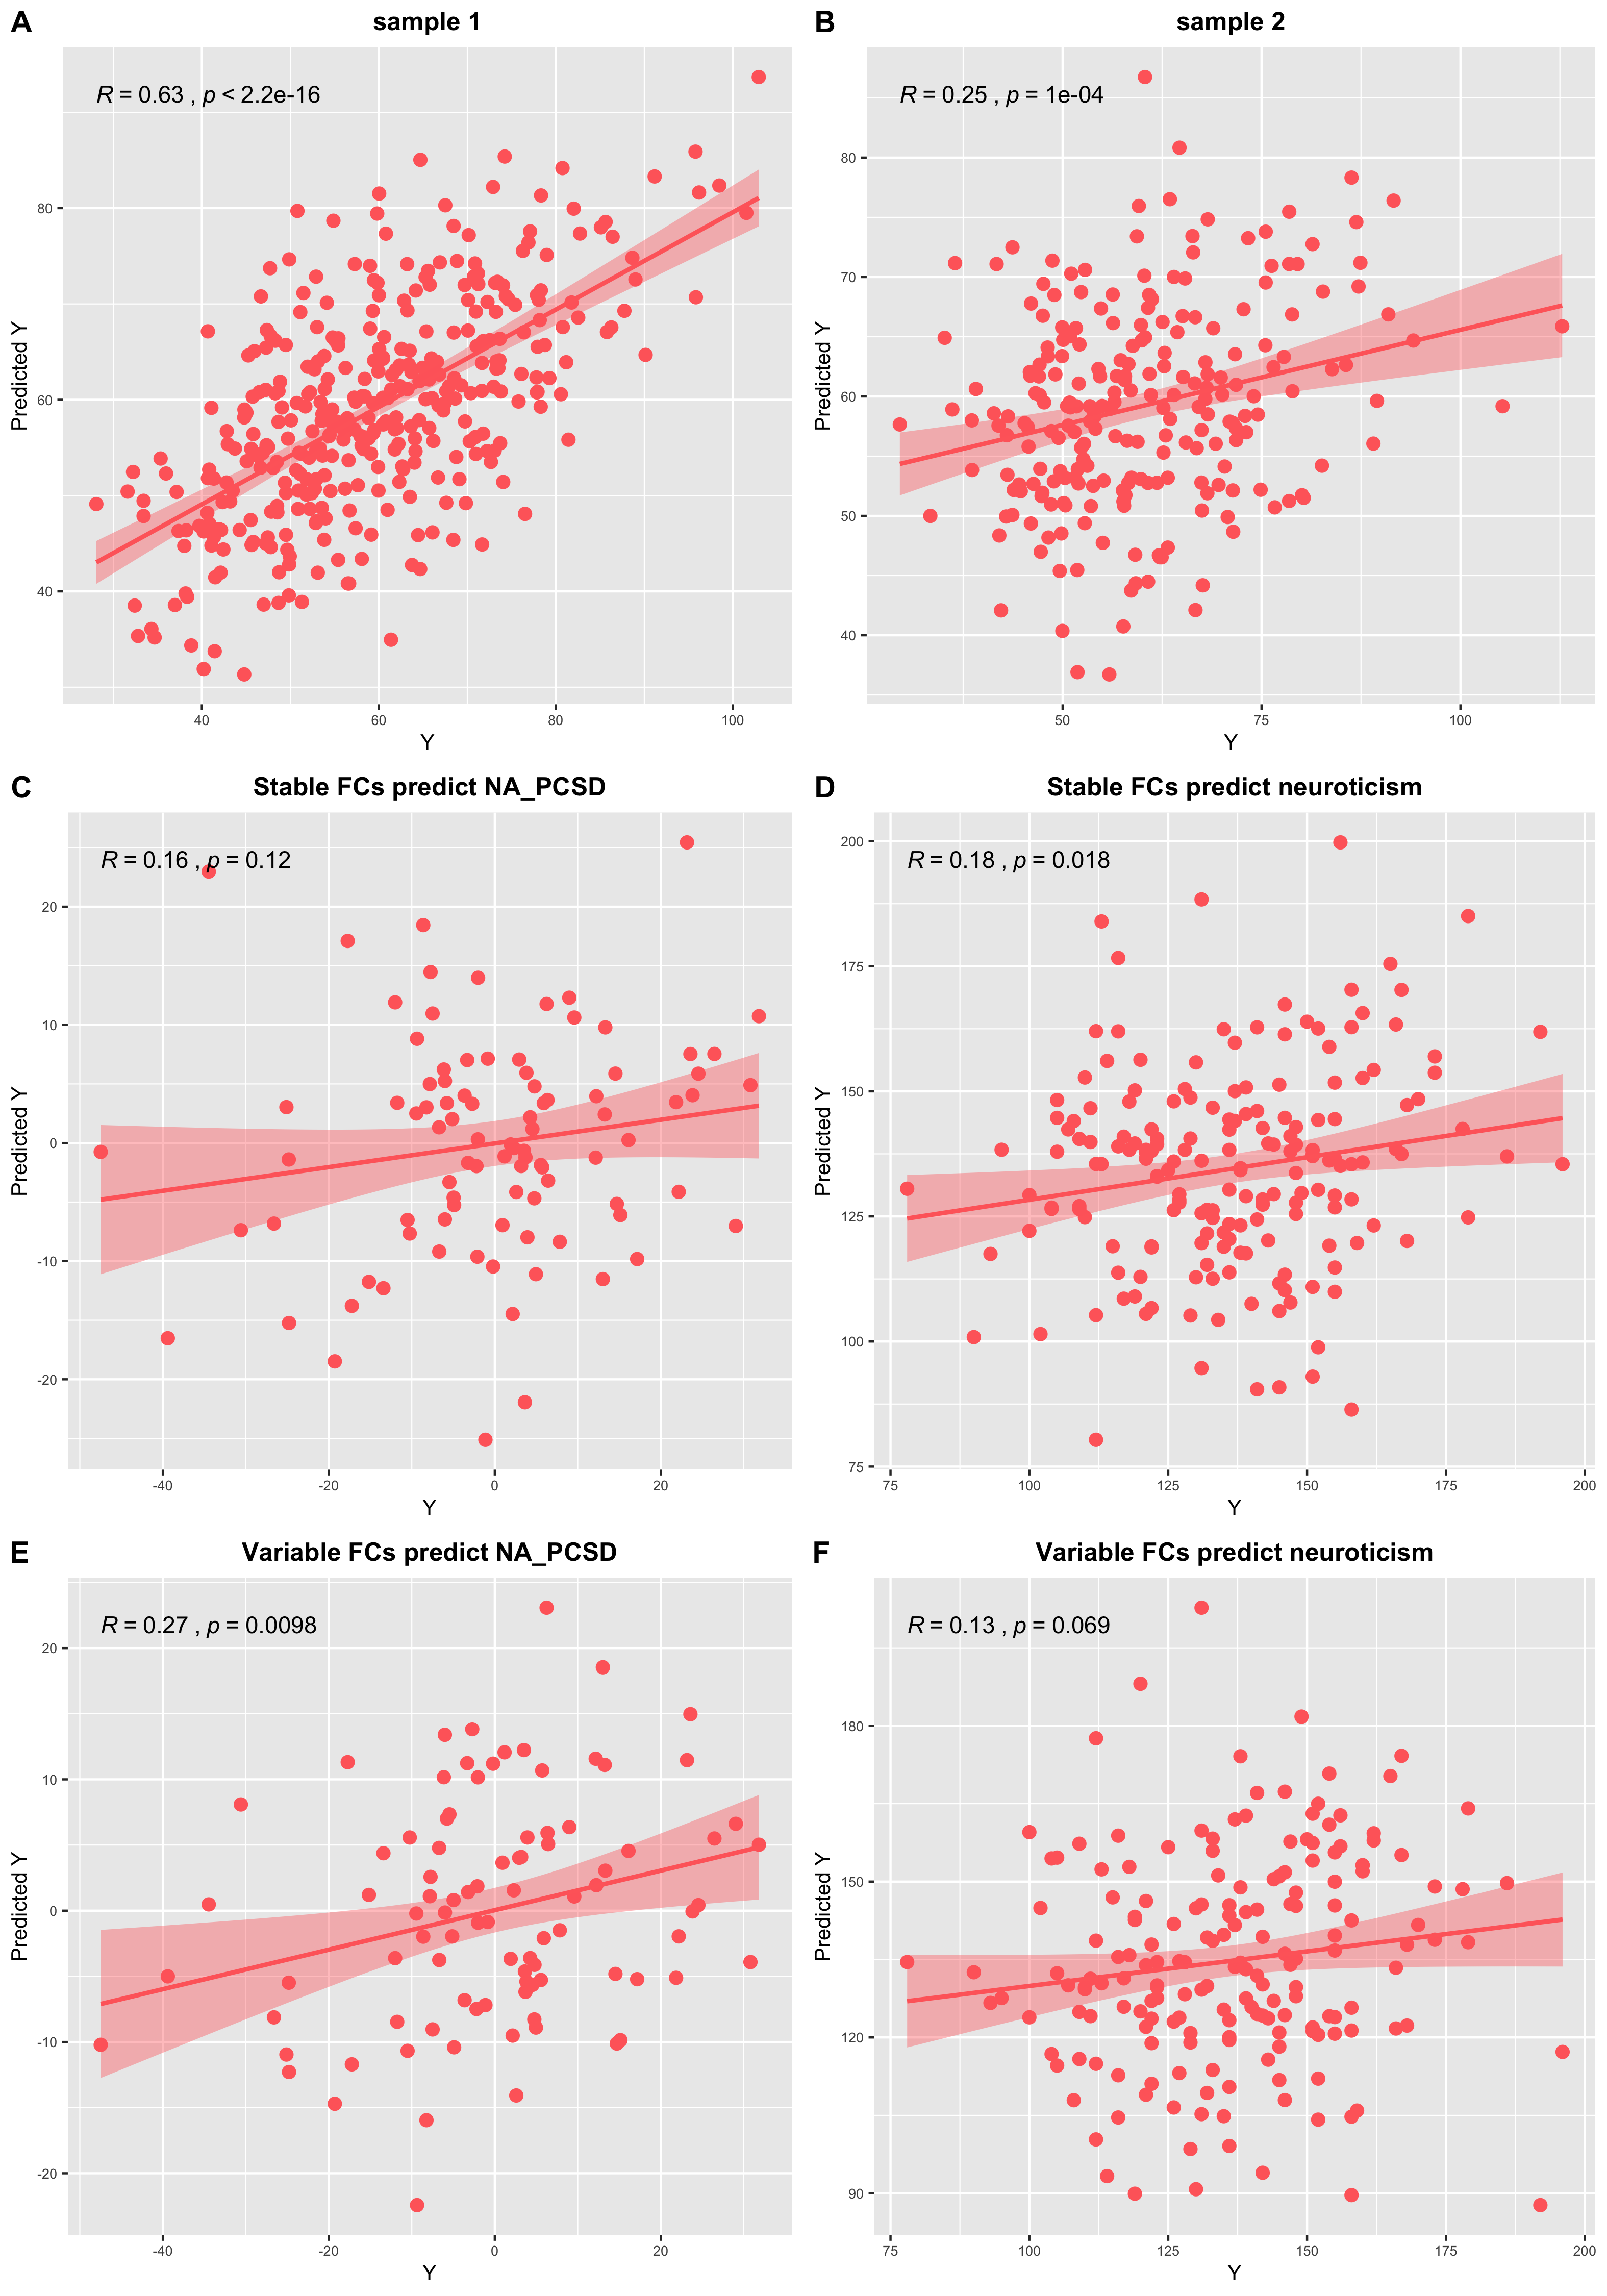 A
sample 1
R = 0.63 , p < 2.2e-16
Predicted Y
80
60
40
40
60
80
100
Y
B
sample 2
R = 0.25 , p = 1e-04
Predicted Y
80
70
60
50
40
50
75
100
Y
C
Stable FCs predict NA_PCSD
R = 0.16 , p = 0.12
Predicted Y
20
10
0
-10
-20
-40
-20
0
20
Y
D
Stable FCs predict neuroticism
R = 0.18 , p = 0.018
Predicted Y
200
175
150
125
100
75
75
100
125
150
175
200
Y
E
Variable FCs predict NA_PCSD
R = 0.27 , p = 0.0098
Predicted Y
20
10
0
-10
-20
-40
-20
0
20
Y
F
Variable FCs predict neuroticism
R = 0.13 , p = 0.069
Predicted Y
180
150
120
90
75
100
125
150
175
200
Y